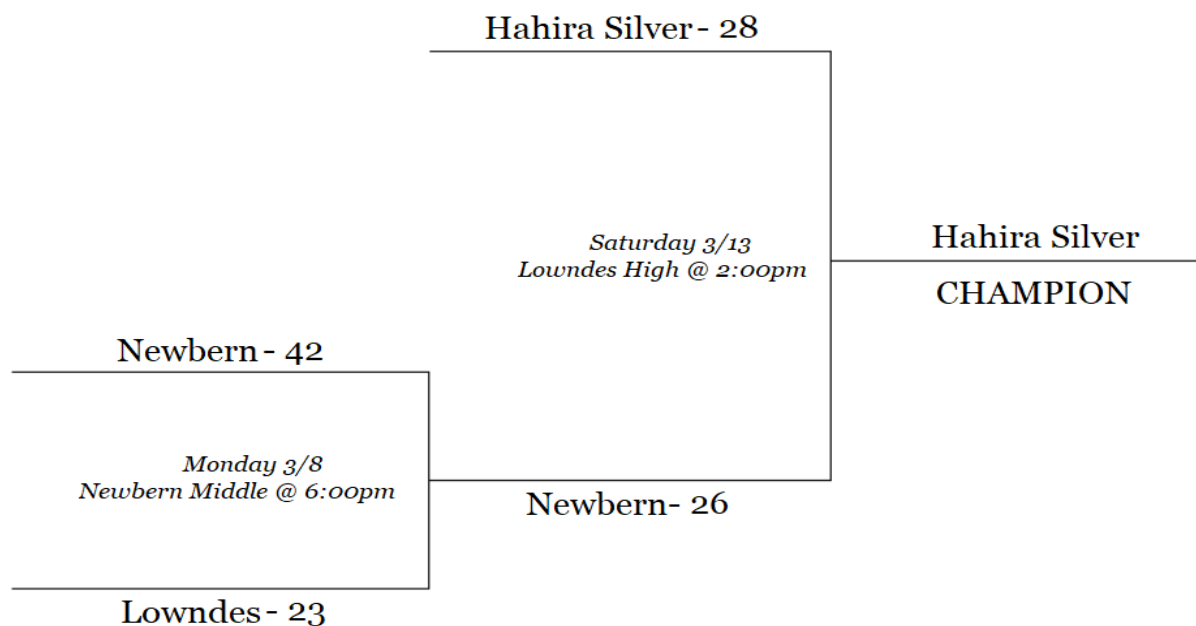 Hahira Silver - 28
Saturday 3/13
Lowndes High @ 2:00pm
Hahira Silver
CHAMPION
Newbern - 42
Monday 3/8
Newbern Middle @ 6:00pm
Newbern- 26
Lowndes - 23